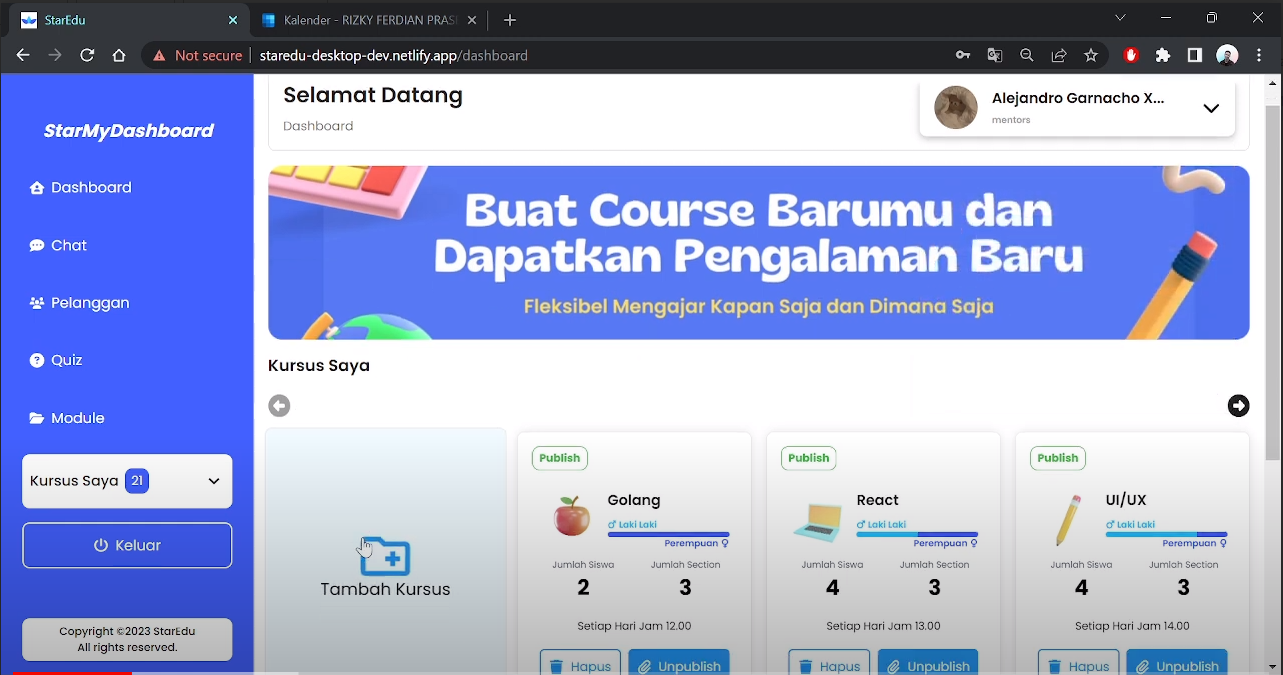 StarEdu
Kalender - RIZKY FERDIAN PRAS
Not secure
staredu-desktop-dev.netlify.app/dashboard
StarMyDashboard
Dashboard
Chat
Pelanggan
Quiz
Module
Kursus Saya 21
Keluar
Copyright ©2023 StarEdu
All rights reserved.
Selamat Datang
Dashboard
Alejandro Garnacho X...
mentors
Buat Course Barumu dan
Dapatkan Pengalaman Baru
Fleksibel Mengajar Kapan Saja dan Dimana Saja
Kursus Saya
Tambah Kursus
Publish
Golang
♂ Laki Laki
Perempuan ♀
Jumlah Siswa Jumlah Section
2 3
Setiap Hari Jam 12.00
Hapus Unpublish
Publish
React
♂ Laki Laki
Perempuan ♀
Jumlah Siswa Jumlah Section
4 3
Setiap Hari Jam 13.00
Hapus Unpublish
Publish
UI/UX
♂ Laki Laki
Perempuan ♀
Jumlah Siswa Jumlah Section
4 3
Setiap Hari Jam 14.00
Hapus Unpublish